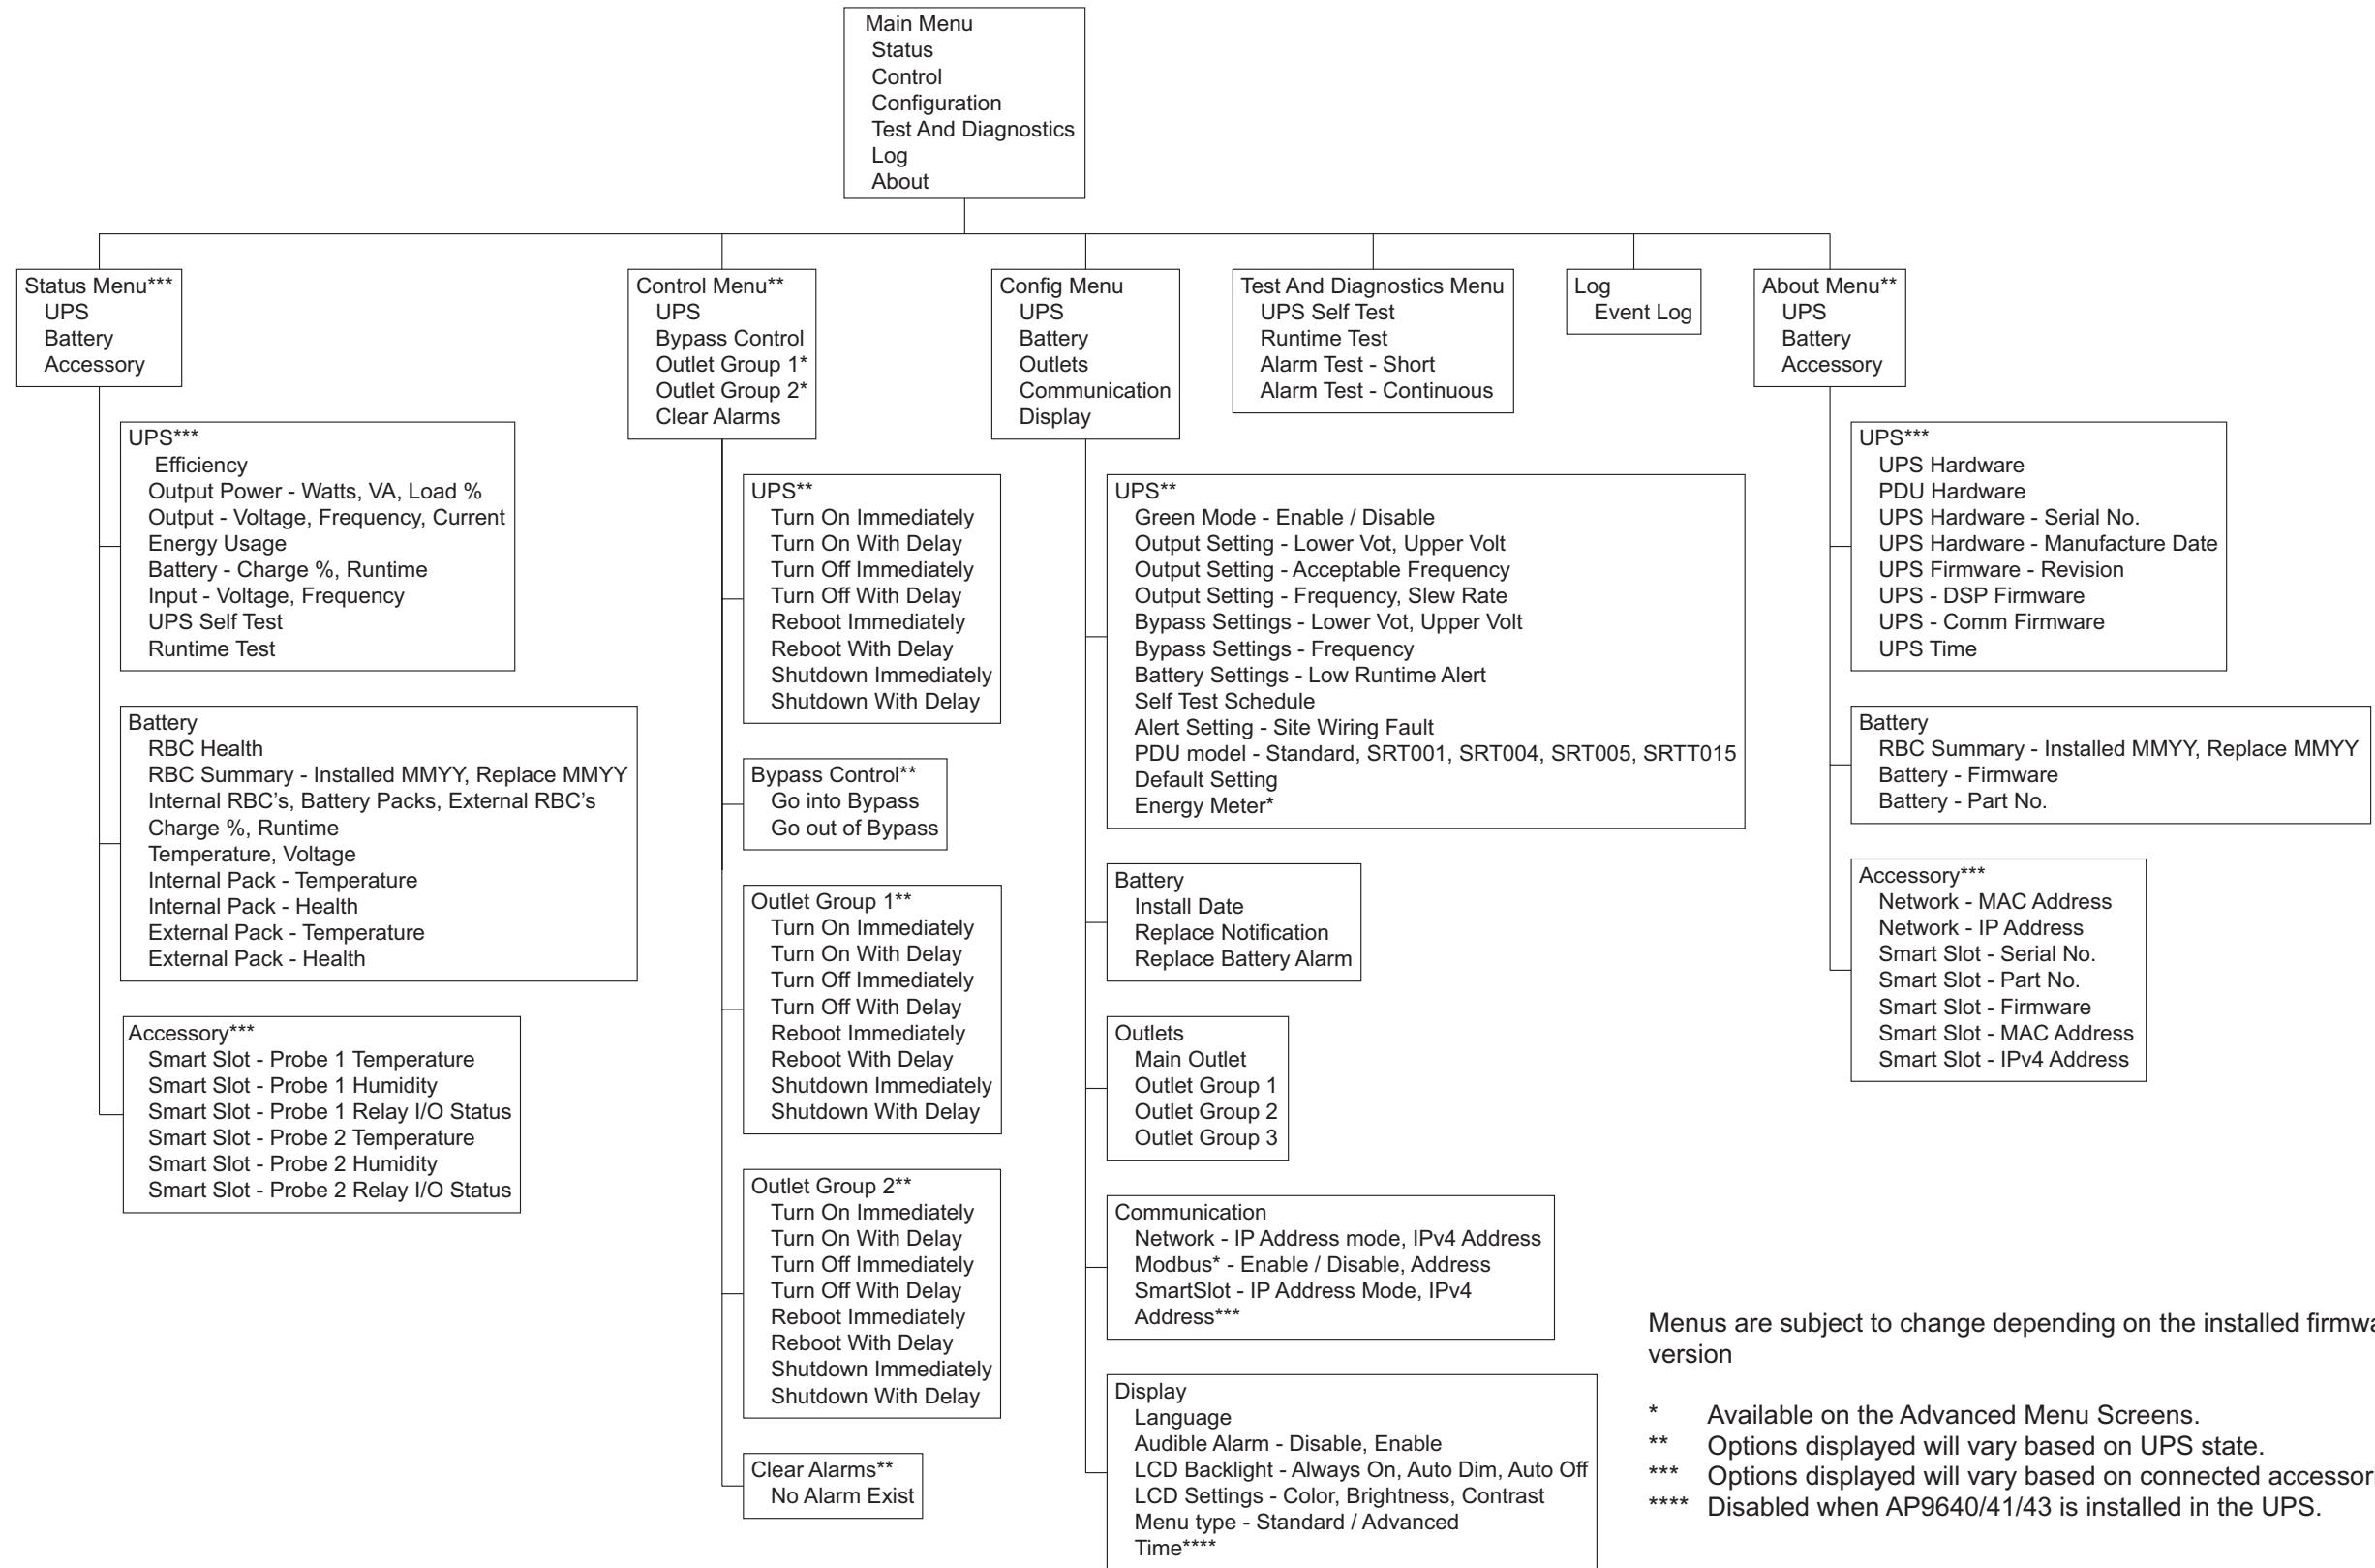 Main Menu
Status
Control
Configuration
Test And Diagnostics
Log
About
Status Menu***
UPS
Battery
Accessory
UPS***
Efficiency
Output Power - Watts, VA, Load %
Output - Voltage, Frequency, Current
Energy Usage
Battery - Charge %, Runtime
Input - Voltage, Frequency
UPS Self Test
Runtime Test
Battery
RBC Health
RBC Summary - Installed MMYY, Replace MMYY
Internal RBC's, Battery Packs, External RBC's
Charge %, Runtime
Temperature, Voltage
Internal Pack - Temperature
Internal Pack - Health
External Pack - Temperature
External Pack - Health
Accessory***
Smart Slot - Probe 1 Temperature
Smart Slot - Probe 1 Humidity
Smart Slot - Probe 1 Relay I/O Status
Smart Slot - Probe 2 Temperature
Smart Slot - Probe 2 Humidity
Smart Slot - Probe 2 Relay I/O Status
Control Menu**
UPS
Bypass Control
Outlet Group 1*
Outlet Group 2*
Clear Alarms
UPS**
Turn On Immediately
Turn On With Delay
Turn Off Immediately
Turn Off With Delay
Reboot Immediately
Reboot With Delay
Shutdown Immediately
Shutdown With Delay
Bypass Control**
Go into Bypass
Go out of Bypass
Outlet Group 1**
Turn On Immediately
Turn On With Delay
Turn Off Immediately
Turn Off With Delay
Reboot Immediately
Reboot With Delay
Shutdown Immediately
Shutdown With Delay
Outlet Group 2**
Turn On Immediately
Turn On With Delay
Turn Off Immediately
Turn Off With Delay
Reboot Immediately
Reboot With Delay
Shutdown Immediately
Shutdown With Delay
Clear Alarms**
No Alarm Exist
Config Menu
UPS
Battery
Outlets
Communication
Display
UPS**
Green Mode - Enable / Disable
Output Setting - Lower Vot, Upper Volt
Output Setting - Acceptable Frequency
Output Setting - Frequency, Slew Rate
Bypass Settings - Lower Vot, Upper Volt
Bypass Settings - Frequency
Battery Settings - Low Runtime Alert
Self Test Schedule
Alert Setting - Site Wiring Fault
PDU model - Standard, SRT001, SRT004, SRT005, SRTT015
Default Setting
Energy Meter*
Battery
Install Date
Replace Notification
Replace Battery Alarm
Outlets
Main Outlet
Outlet Group 1
Outlet Group 2
Outlet Group 3
Communication
Network - IP Address mode, IPv4 Address
Modbus* - Enable / Disable, Address
SmartSlot - IP Address Mode, IPv4
Address***
Display
Language
Audible Alarm - Disable, Enable
LCD Backlight - Always On, Auto Dim, Auto Off
LCD Settings - Color, Brightness, Contrast
Menu type - Standard / Advanced
Time****
Test And Diagnostics Menu
UPS Self Test
Runtime Test
Alarm Test - Short
Alarm Test - Continuous
Log
Event Log
About Menu**
UPS
Battery
Accessory
UPS***
UPS Hardware
PDU Hardware
UPS Hardware - Serial No.
UPS Hardware - Manufacture Date
UPS Firmware - Revision
UPS - DSP Firmware
UPS - Comm Firmware
UPS Time
Battery
RBC Summary - Installed MMYY, Replace MMYY
Battery - Firmware
Battery - Part No.
Accessory***
Network - MAC Address
Network - IP Address
Smart Slot - Serial No.
Smart Slot - Part No.
Smart Slot - Firmware
Smart Slot - MAC Address
Smart Slot - IPv4 Address
Menus are subject to change depending on the installed
version
* Available on the Advanced Menu Screens.
** Options displayed will vary based on UPS state.
*** Options displayed will vary based on connected
**** Disabled when AP9640/41/43 is installed in the UPS.